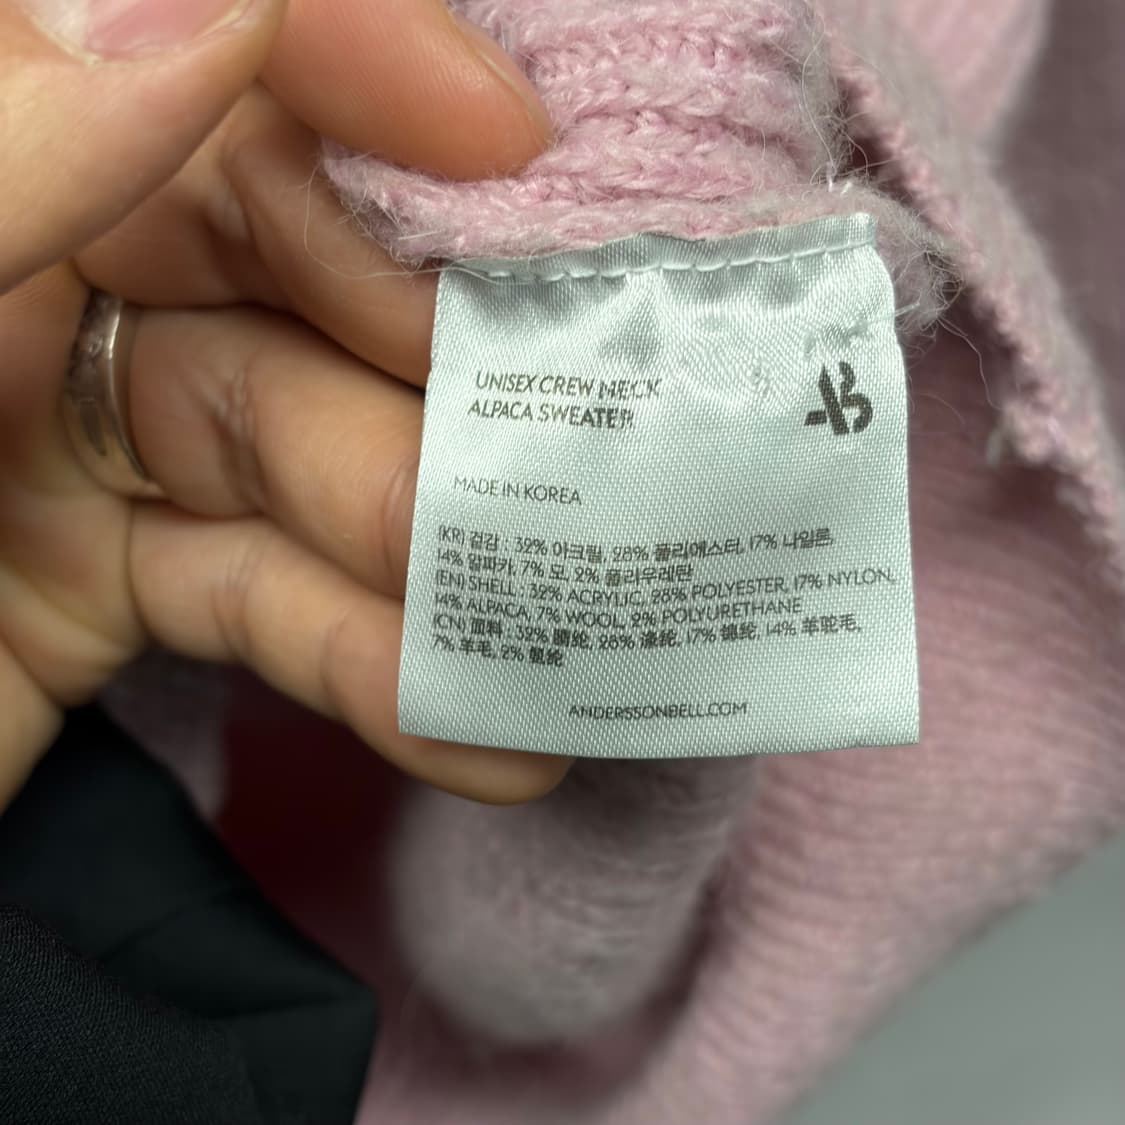 UNISEX CREW NECK
ALPACA SWEATER
MADE IN KOREA
(KR) 겉감 : 32% 아크릴, 28% 폴리에스터, 17% 나일론,
14% 알파카, 7% 모, 2% 폴리우레탄
(EN) SHELL : 32% ACRYLIC, 28% POLYESTER, 17% NYLON,
14% ALPACA, 7% WOOL, 2% POLYURETHANE
(CN) 面料 : 32% 腈纶, 28% 涤纶, 17% 锦纶, 14% 羊驼毛,
7% 羊毛, 2% 氨纶
ANDERSSONBELL.COM